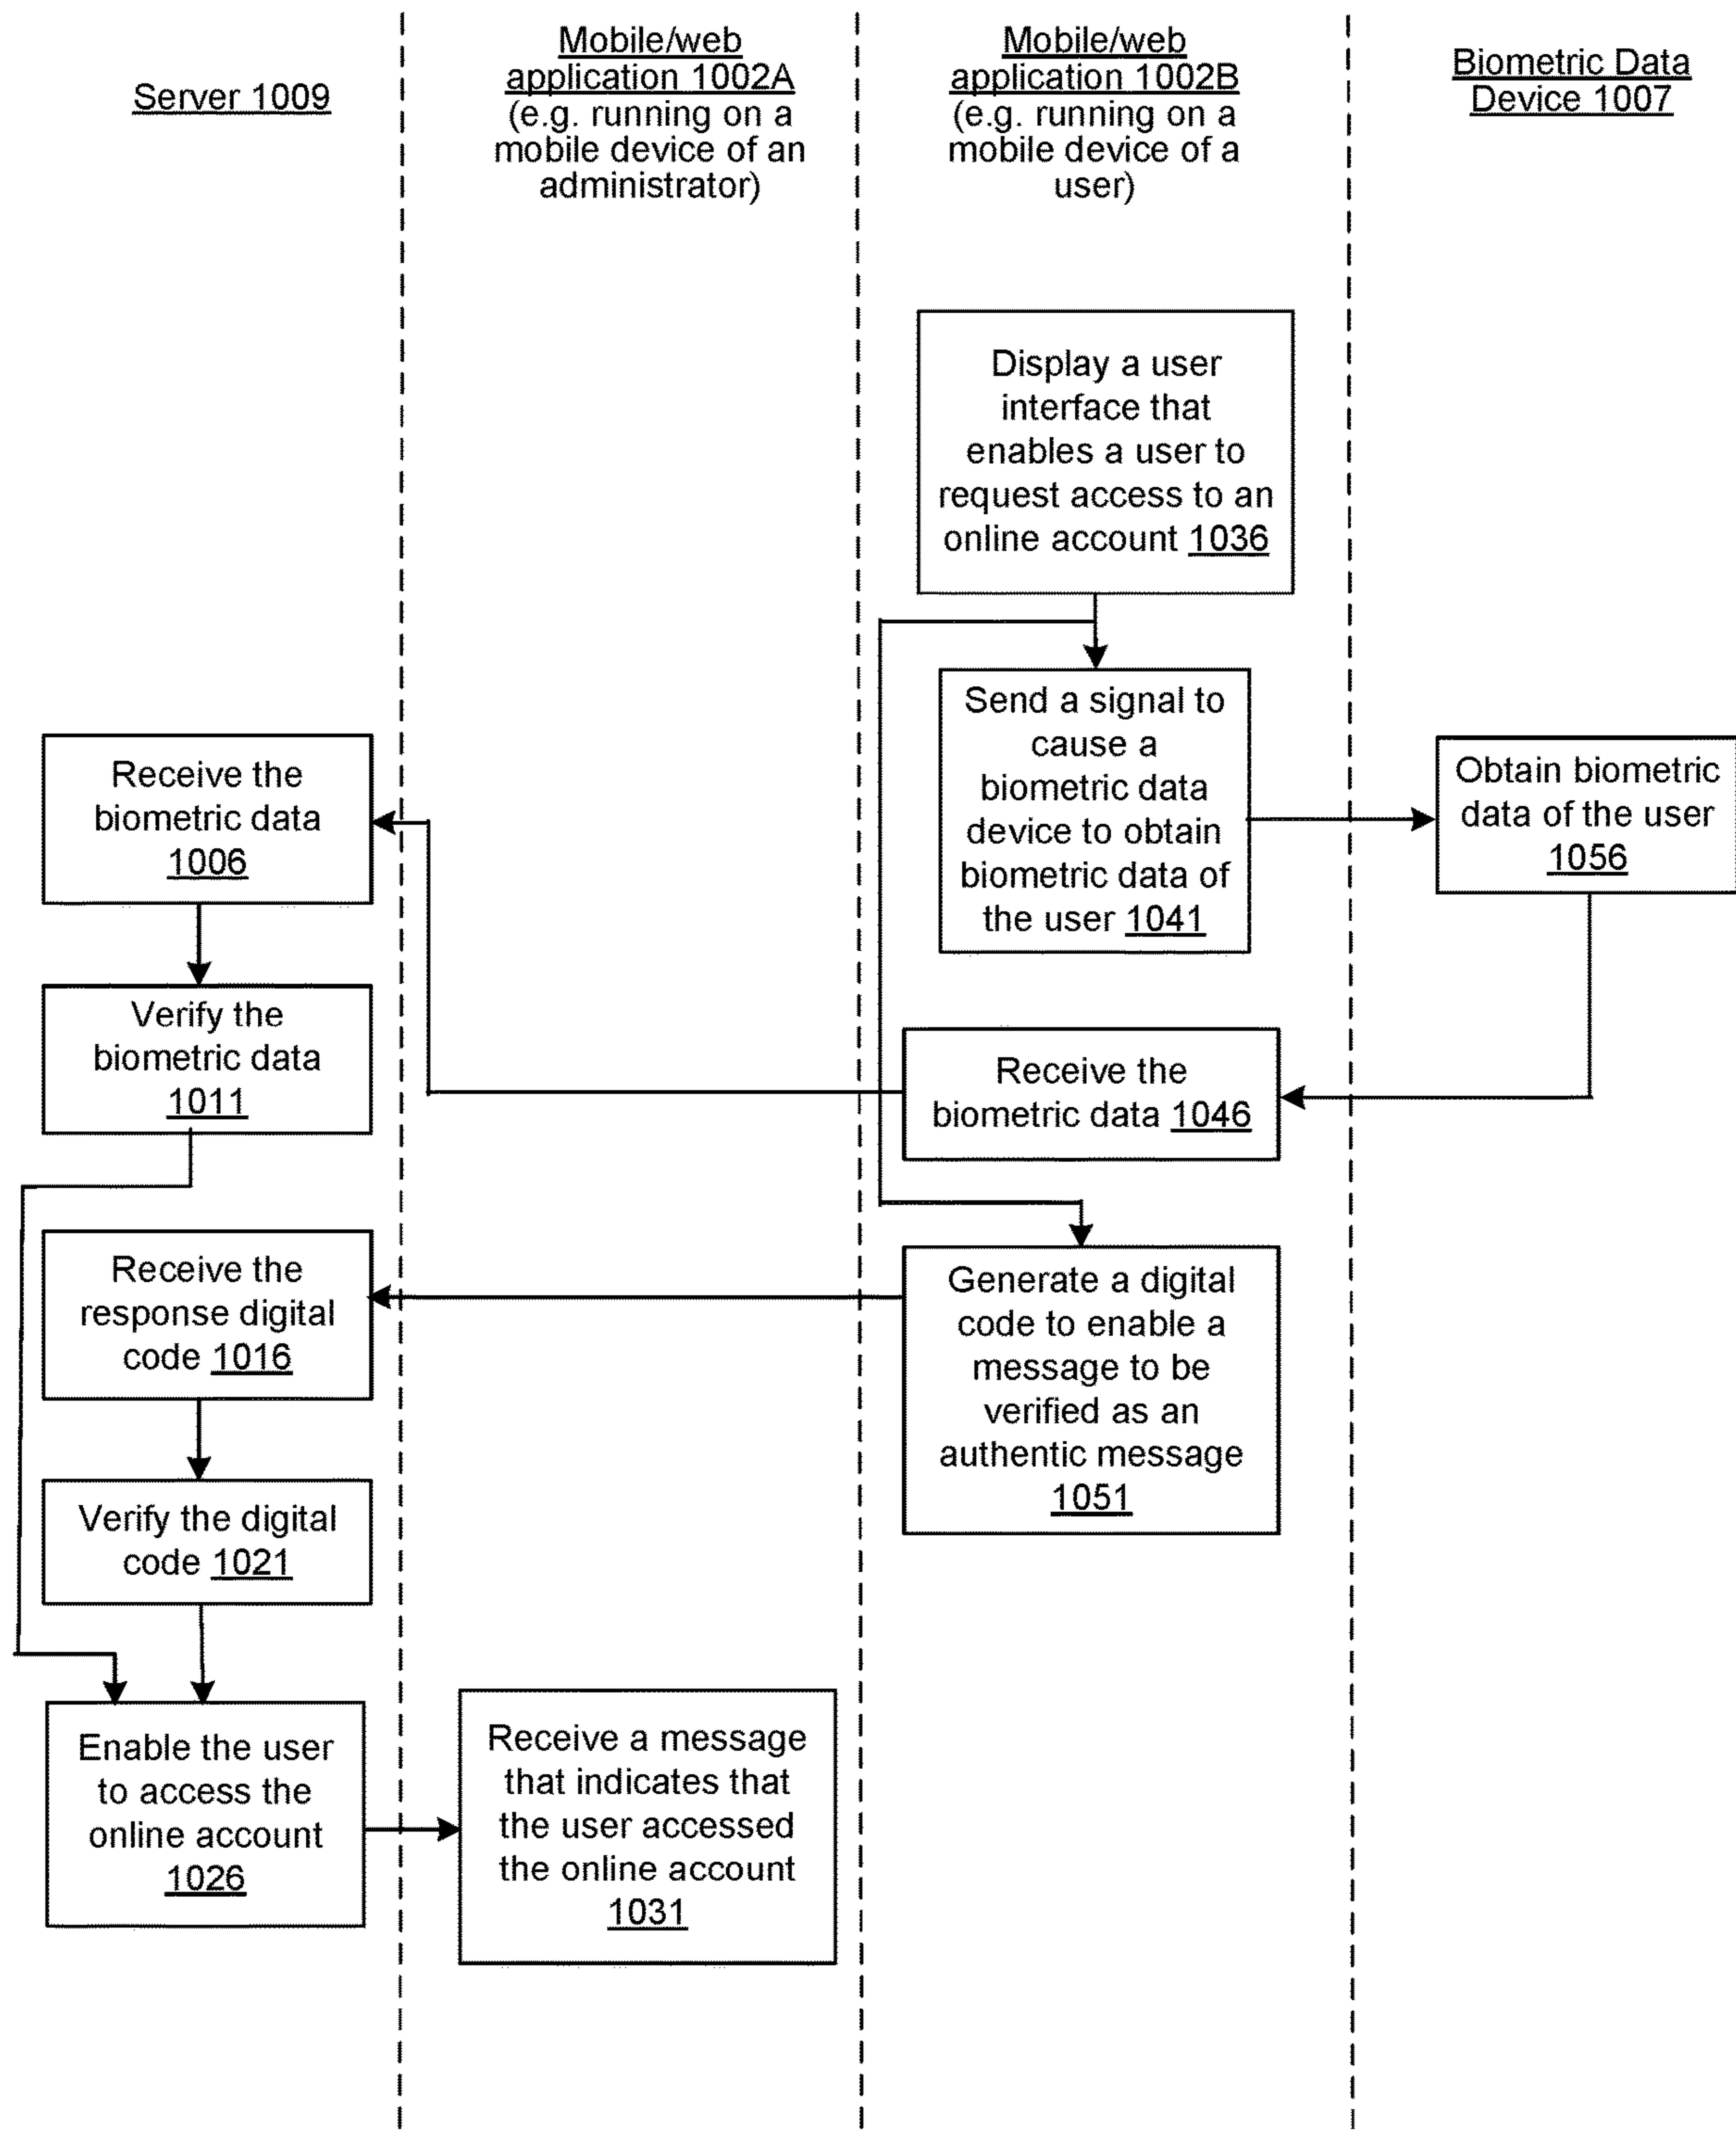 Server 1009
Mobile/web
application 1002A
(e.g. running on a
mobile device of an
administrator)
Mobile/web
application 1002B
(e.g. running on a
mobile device of a
user)
Biometric Data
Device 1007
Display a user
interface that
enables a user to
request access to an
online account 1036
Send a signal to
cause a
biometric data
device to obtain
biometric data of
the user 1041
Obtain biometric
data of the user
1056
Receive the
biometric data
1006
Verify the
biometric data
1011
Receive the
biometric data 1046
Receive the
response digital
code 1016
Generate a digital
code to enable a
message to be
verified as an
authentic message
1051
Verify the digital
code 1021
Enable the user
to access the
online account
1026
Receive a message
that indicates that
the user accessed
the online account
1031